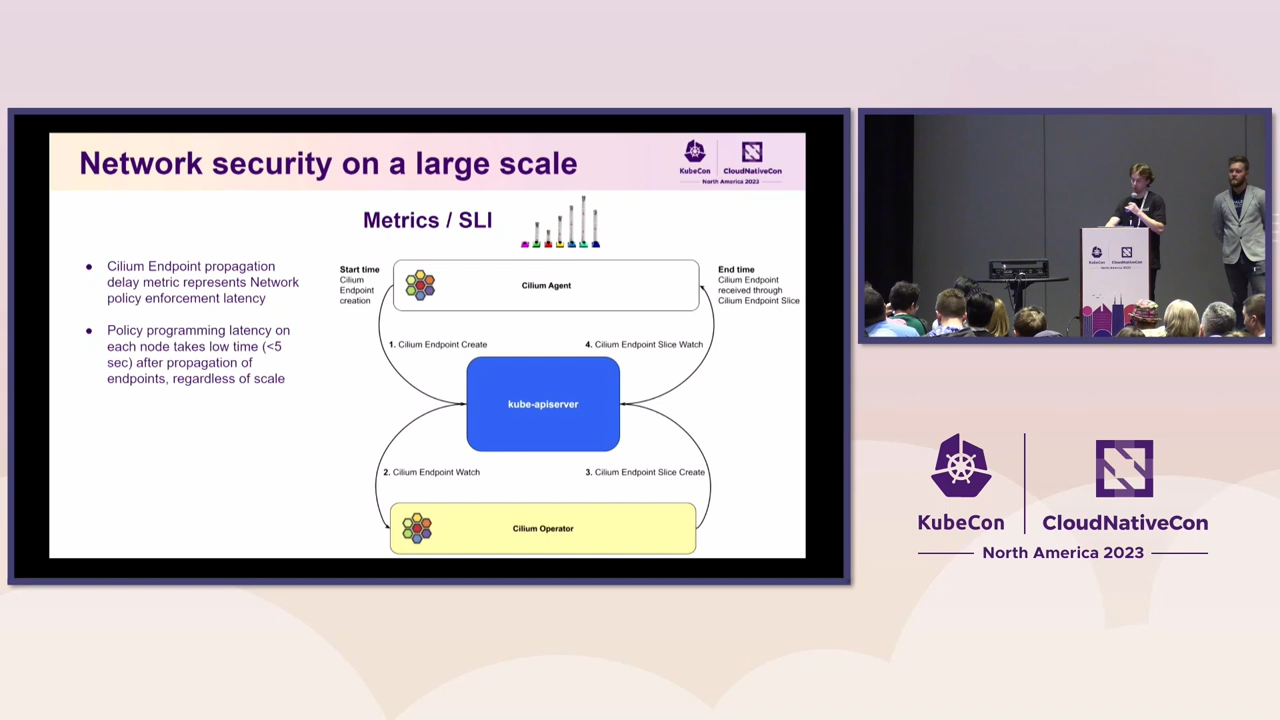 Network security on a large scale
KubeCon
CloudNativeCon
North America 2023
Metrics / SLI
Cilium Endpoint propagation
delay metric represents Network
policy enforcement latency
Policy programming latency on
each node takes low time (<5
sec) after propagation of
endpoints, regardless of scale
Start time
Cilium
Endpoint
creation
Cilium Agent
End time
Cilium Endpoint
received through
Cilium Endpoint Slice
1. Cilium Endpoint Create
4. Cilium Endpoint Slice Watch
kube-apiserver
2. Cilium Endpoint Watch
3. Cilium Endpoint Slice Create
Cilium Operator
KubeCon
CloudNativeCon
North America 2023